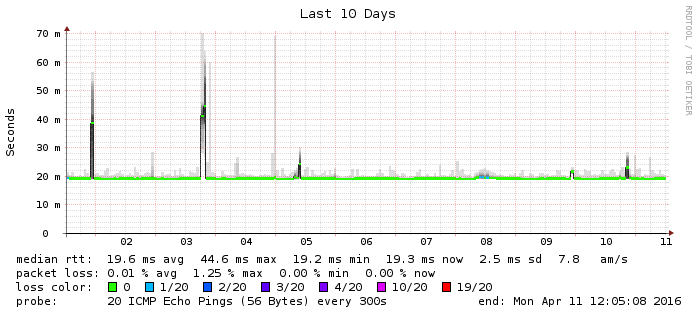 Last 10 Days
RRDTOOL / TOBI OETIKER
Seconds
70 m
60 m
50 m
40 m
30 m
20 m
10 m
0
02 03 04 05 06 07 08 09 10 11
median rtt: 19.6 ms avg 44.6 ms max 19.2 ms min 19.3 ms now 2.5 ms sd 7.8 am/s
packet loss: 0.01 % avg 1.25 % max 0.00 % min 0.00 % now
loss color: 0 1/20 2/20 3/20 4/20 10/20 19/20
probe: 20 ICMP Echo Pings (56 Bytes) every 300s end: Mon Apr 11 12:05:08 2016